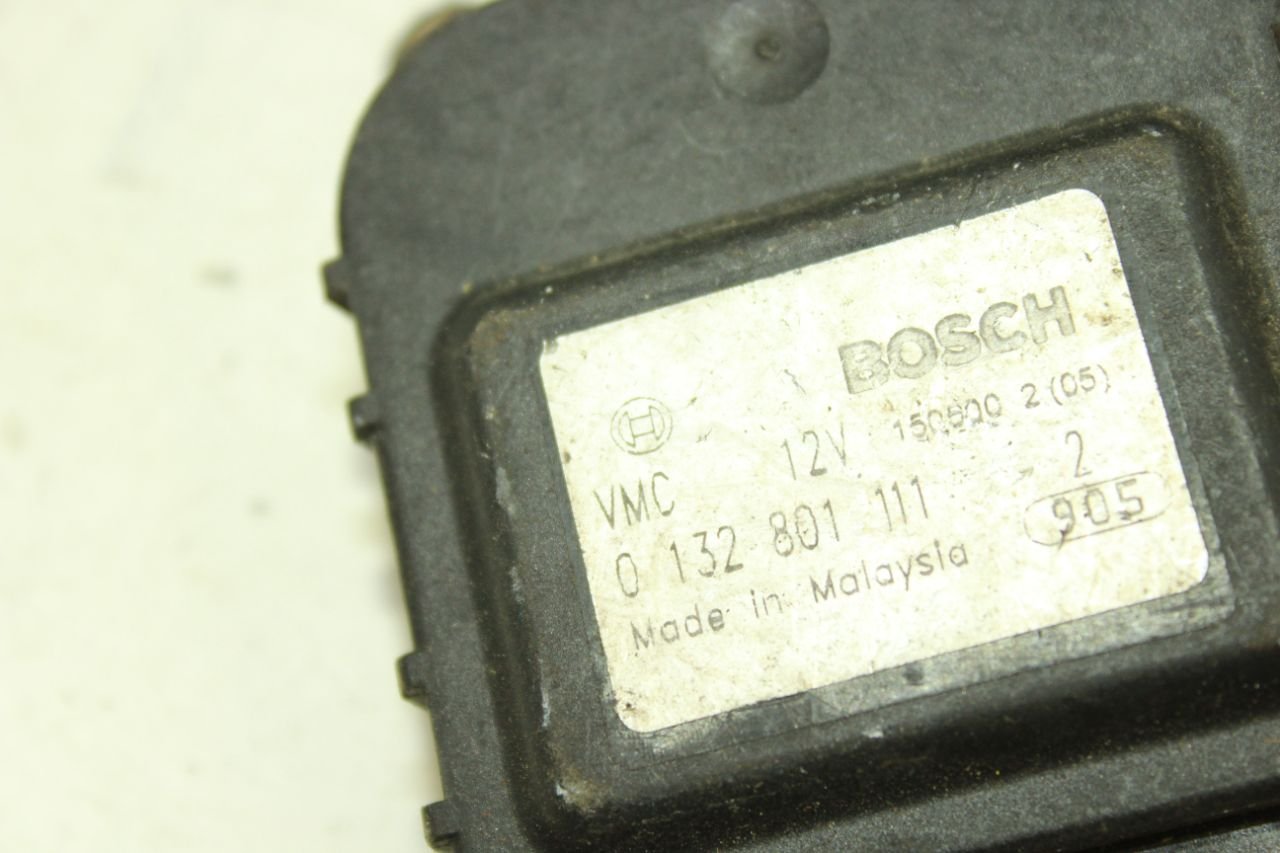 BOSCH
12V 150500 2 (05)
VMC 2
0 132 801 111 905
Made in Malaysia